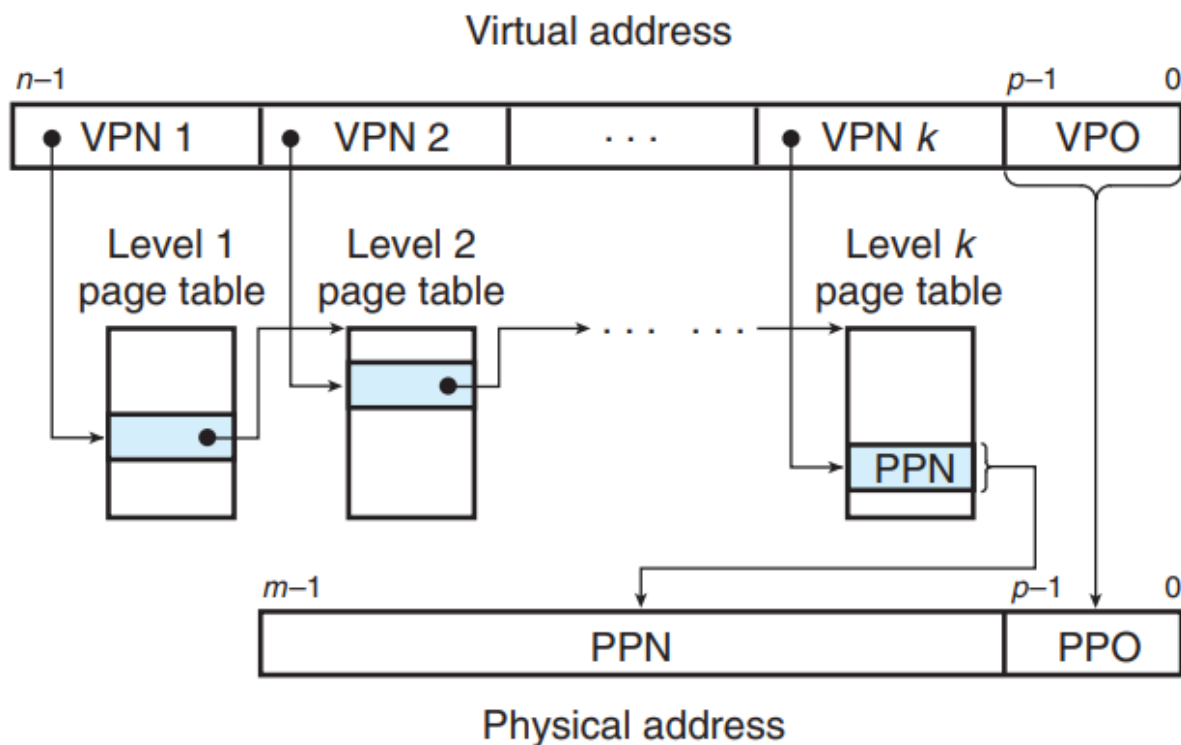 Virtual address
n–1 p–1 0
VPN 1 VPN 2 . . . VPN k VPO
Level 1 Level 2 Level k
page table page table page table
. . . . . .
PPN
m–1 p–1 0
PPN PPO
Physical address